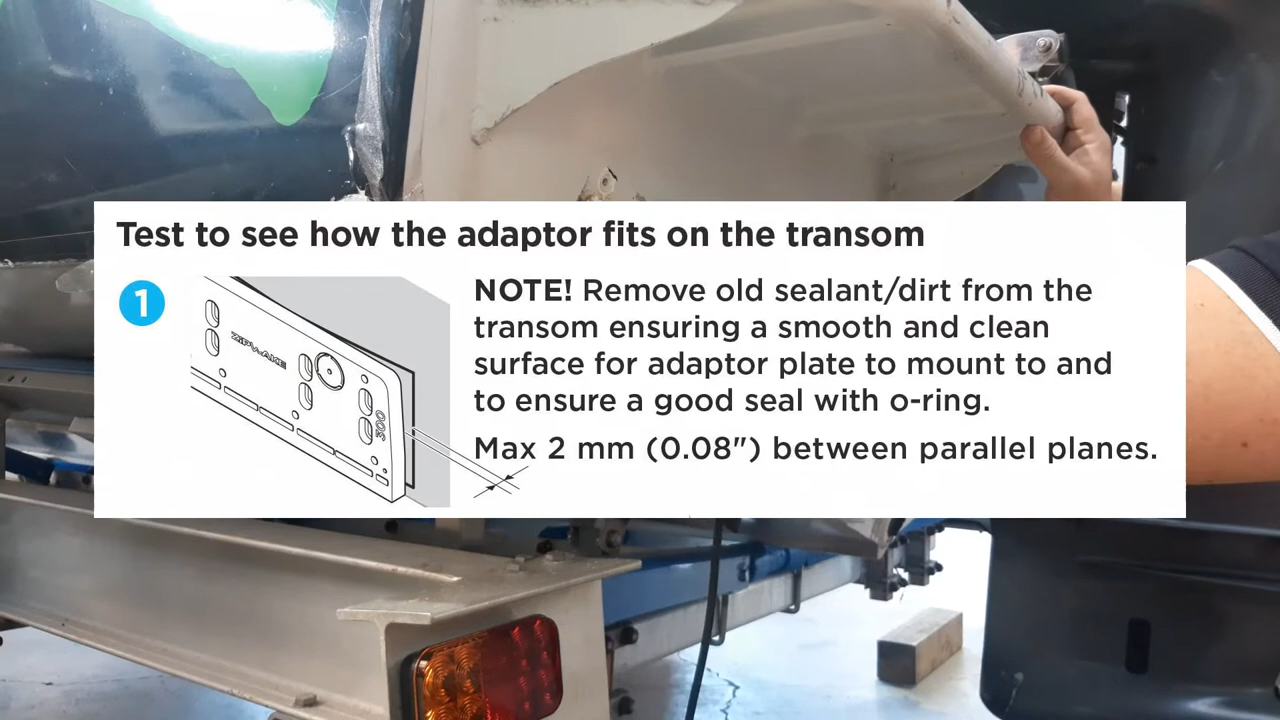 Test to see how the adaptor fits on the transom
1
ZIPWAKE
300
NOTE! Remove old sealant/dirt from the
transom ensuring a smooth and clean
surface for adaptor plate to mount to and
to ensure a good seal with o-ring.
Max 2 mm (0.08") between parallel planes.